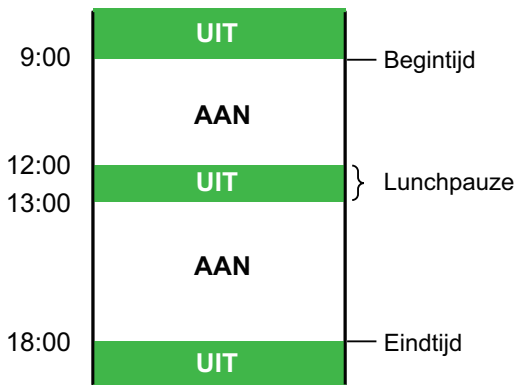 UIT
9:00 Begintijd
AAN
12:00
UIT Lunchpauze
13:00
AAN
18:00 Eindtijd
UIT